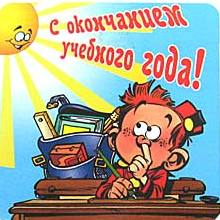 с окончанием
учебного года!